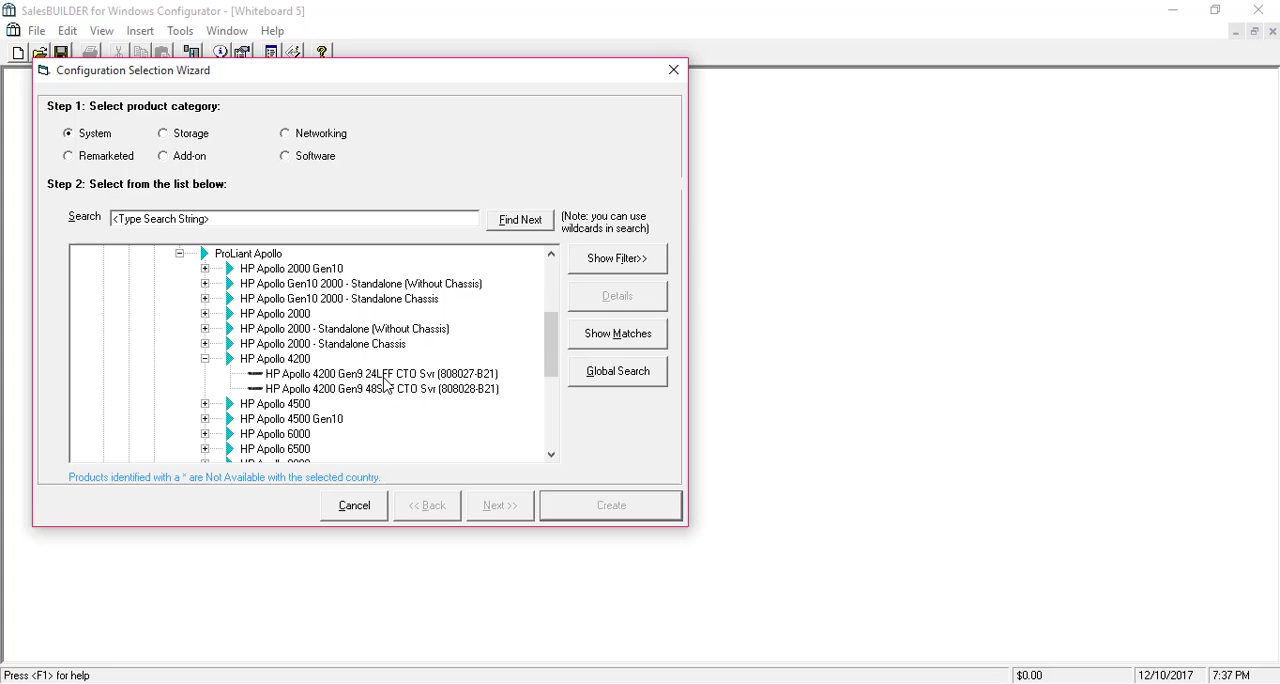 SalesBUILDER for Windows Configurator - [Whiteboard 5]
File Edit View Insert Tools Window Help
Configuration Selection Wizard
Step 1: Select product category:
System Storage Networking
Remarketed Add-on Software
Step 2: Select from the list below:
Search <Type Search String> Find Next (Note: you can use
wildcards in search)
ProLiant Apollo
Show Filter>>
HP Apollo 2000 Gen10
HP Apollo Gen10 2000 - Standalone (Without Chassis)
HP Apollo Gen10 2000 - Standalone Chassis
Details
HP Apollo 2000
HP Apollo 2000 - Standalone (Without Chassis)
Show Matches
HP Apollo 2000 - Standalone Chassis
HP Apollo 4200
HP Apollo 4200 Gen9 24LFF CTO Svr (808027-B21)
Global Search
HP Apollo 4200 Gen9 48SFF CTO Svr (808028-B21)
HP Apollo 4500
HP Apollo 4500 Gen10
HP Apollo 6000
HP Apollo 6500
Products identified with a * are Not Available with the selected country.
Cancel << Back Next >> Create
Press <F1> for help $0.00 12/10/2017 7:37 PM